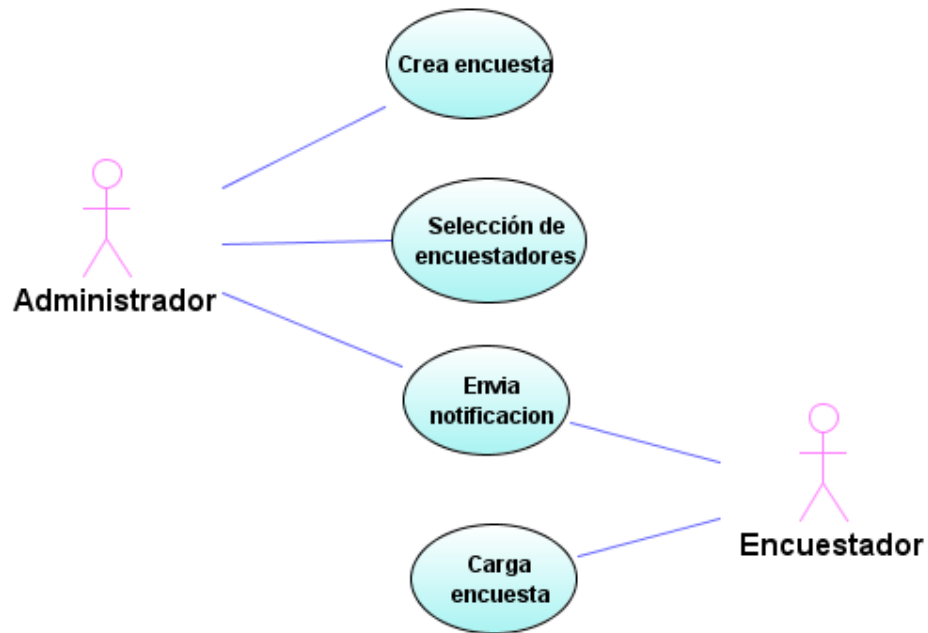 Crea encuesta
Selección de
encuestadores
Administrador
Envia
notificacion
Encuestador
Carga
encuesta